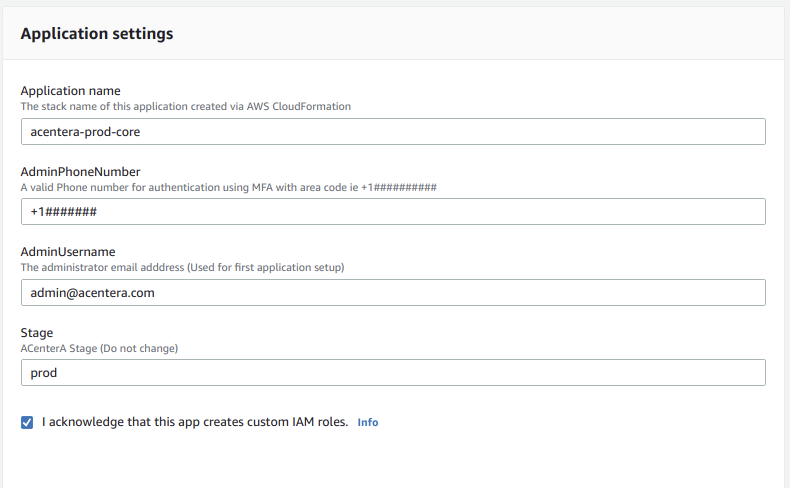 Application settings
Application name
The stack name of this application created via AWS CloudFormation
acentera-prod-core
AdminPhoneNumber
A valid Phone number for authentication using MFA with area code ie +1##########
+1#######
AdminUsername
The administrator email adddress (Used for first application setup)
admin@acentera.com
Stage
ACenterA Stage (Do not change)
prod
I acknowledge that this app creates custom IAM roles. Info